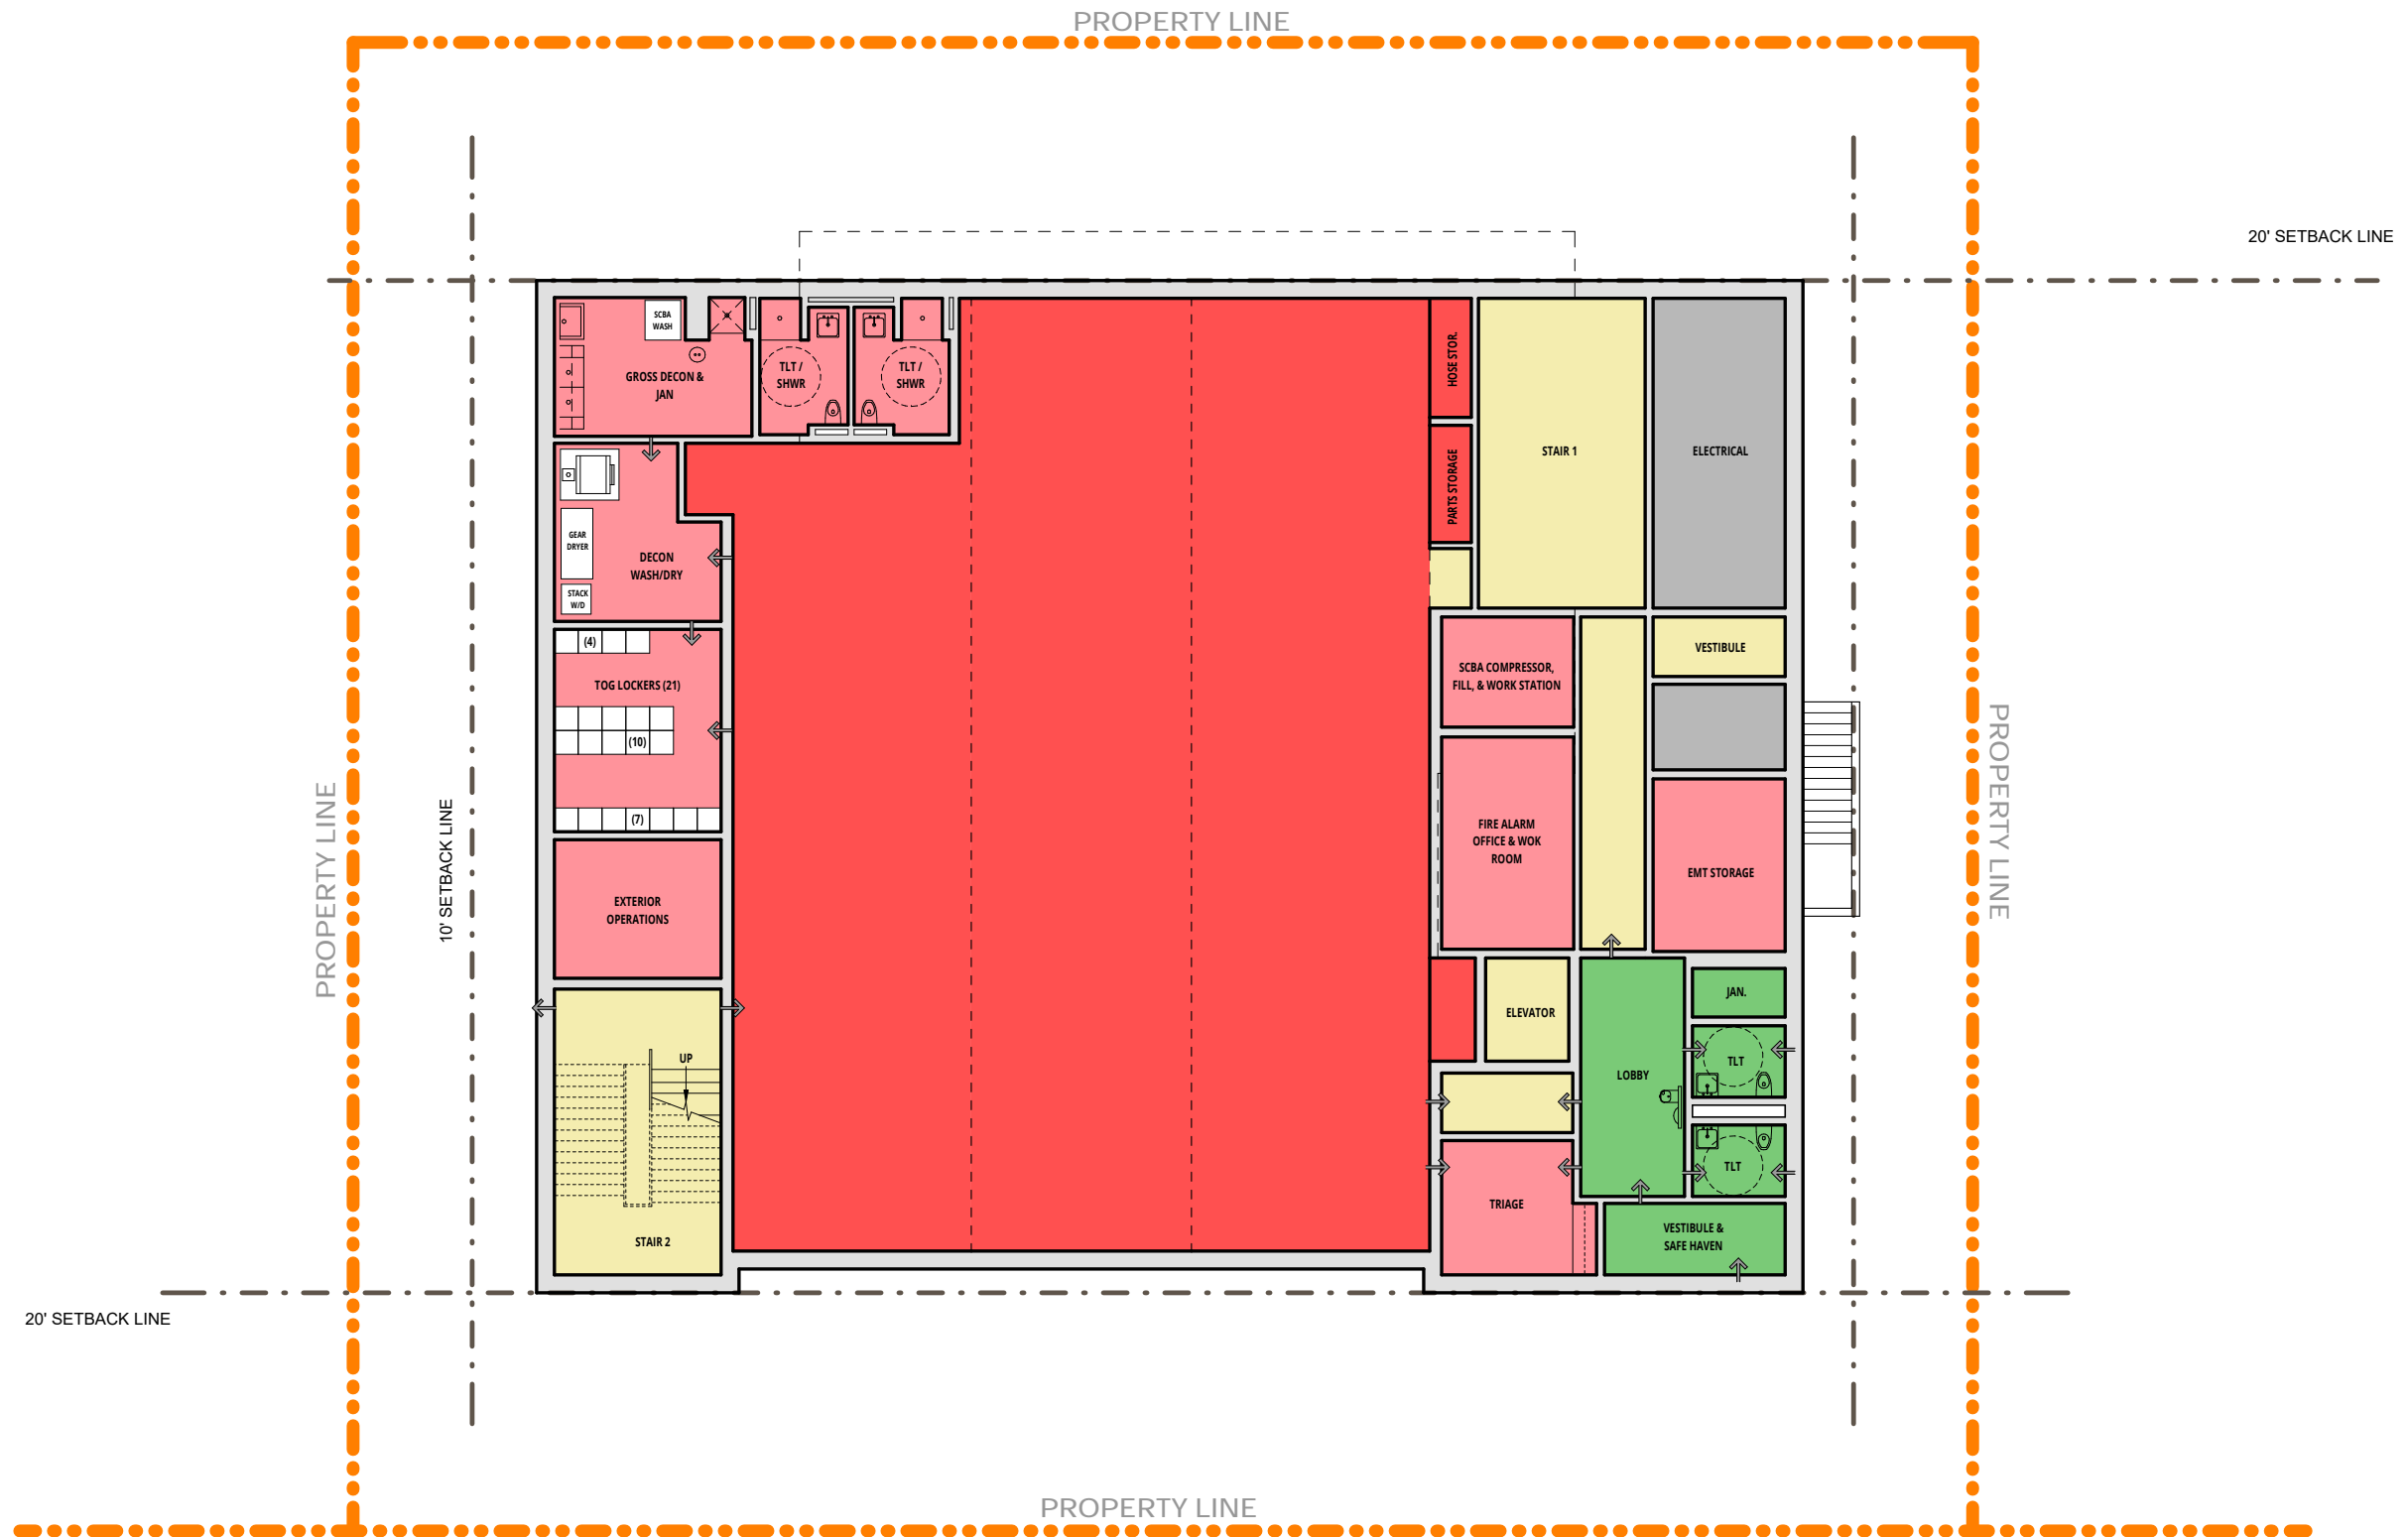 PROPERTY LINE
20' SETBACK LINE
SCBA
WASH
GROSS DECON &
JAN
TLT /
SHWR
TLT /
SHWR
HOSE STOR.
PARTS STORAGE
STAIR 1
ELECTRICAL
GEAR
DRYER
DECON
WASH/DRY
STACK
W/D
(4)
TOG LOCKERS (21)
(10)
(7)
SCBA COMPRESSOR,
FILL, & WORK STATION
VESTIBULE
FIRE ALARM
OFFICE & WOK
ROOM
EMT STORAGE
PROPERTY LINE
10' SETBACK LINE
PROPERTY LINE
EXTERIOR
OPERATIONS
ELEVATOR
JAN.
UP
LOBBY
TLT
TLT
TRIAGE
STAIR 2
VESTIBULE &
SAFE HAVEN
20' SETBACK LINE
PROPERTY LINE